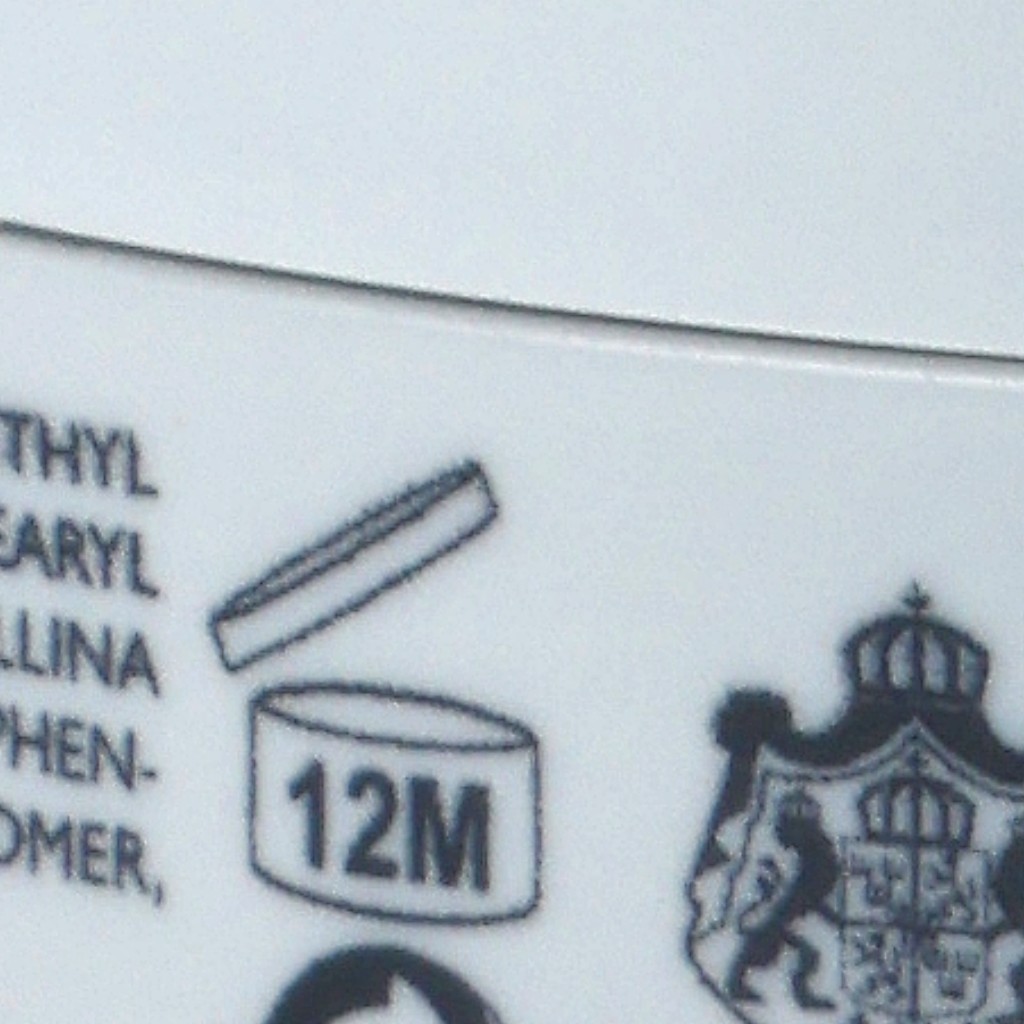 THYL
EARYL
LLINA
PHEN-
OMER,
12M